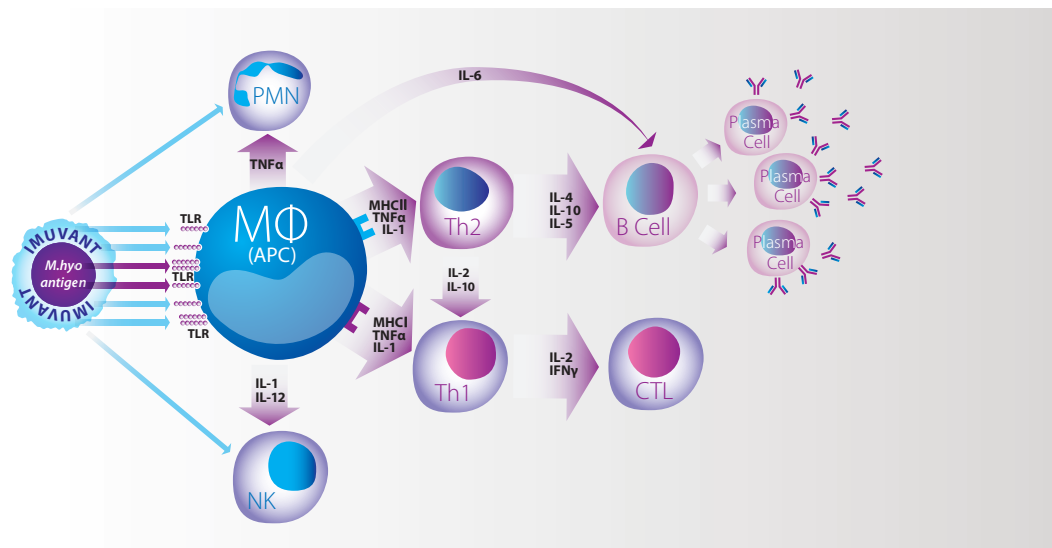 PMN
IL-6
TNFα
Plasma
Cell
Plasma
Cell
Plasma
Cell
TLR
IMUVANT
M.hyo
antigen
IMUVANT
TLR
TLR
MΦ
(APC)
MHCII
TNFα
IL-1
Th2
IL-4
IL-10
IL-5
B Cell
IL-2
IL-10
MHCI
TNFα
IL-1
Th1
IL-2
IFNγ
CTL
IL-1
IL-12
NK